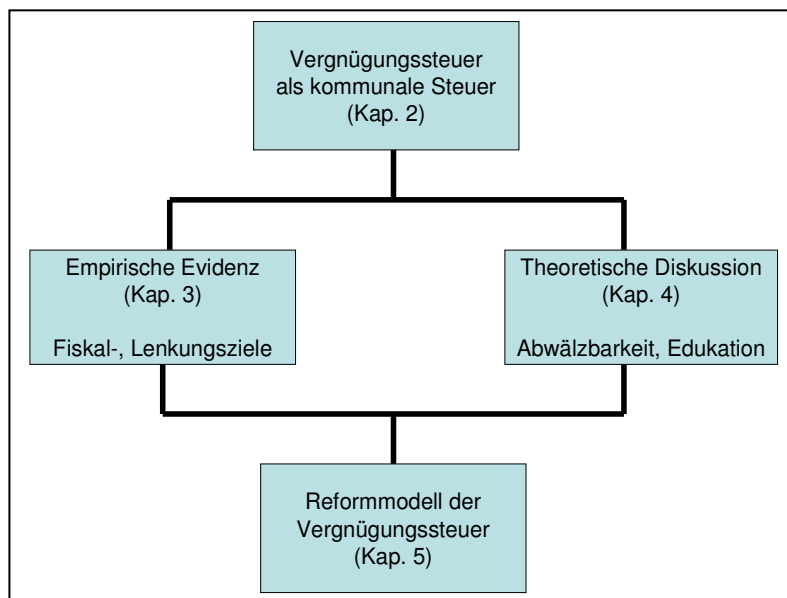 Vergnügungssteuer
als kommunale Steuer
(Kap. 2)
Empirische Evidenz
(Kap. 3)
Fiskal-, Lenkungsziele
Theoretische Diskussion
(Kap. 4)
Abwälzbarkeit, Edukation
Reformmodell der
Vergnügungssteuer
(Kap. 5)